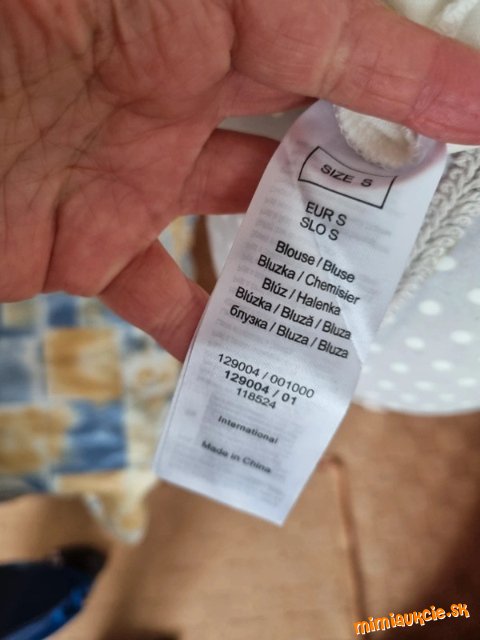 SIZE S
EUR S
SLO S
Blouse / Bluse
Bluzka / Chemisier
Blúz / Halenka
Blúzka / Bluză / Bluza
блузка / Bluza / Bluza
129004 / 001000
129004 / 01
118524
International
Made in China
mimiaukcie.sk